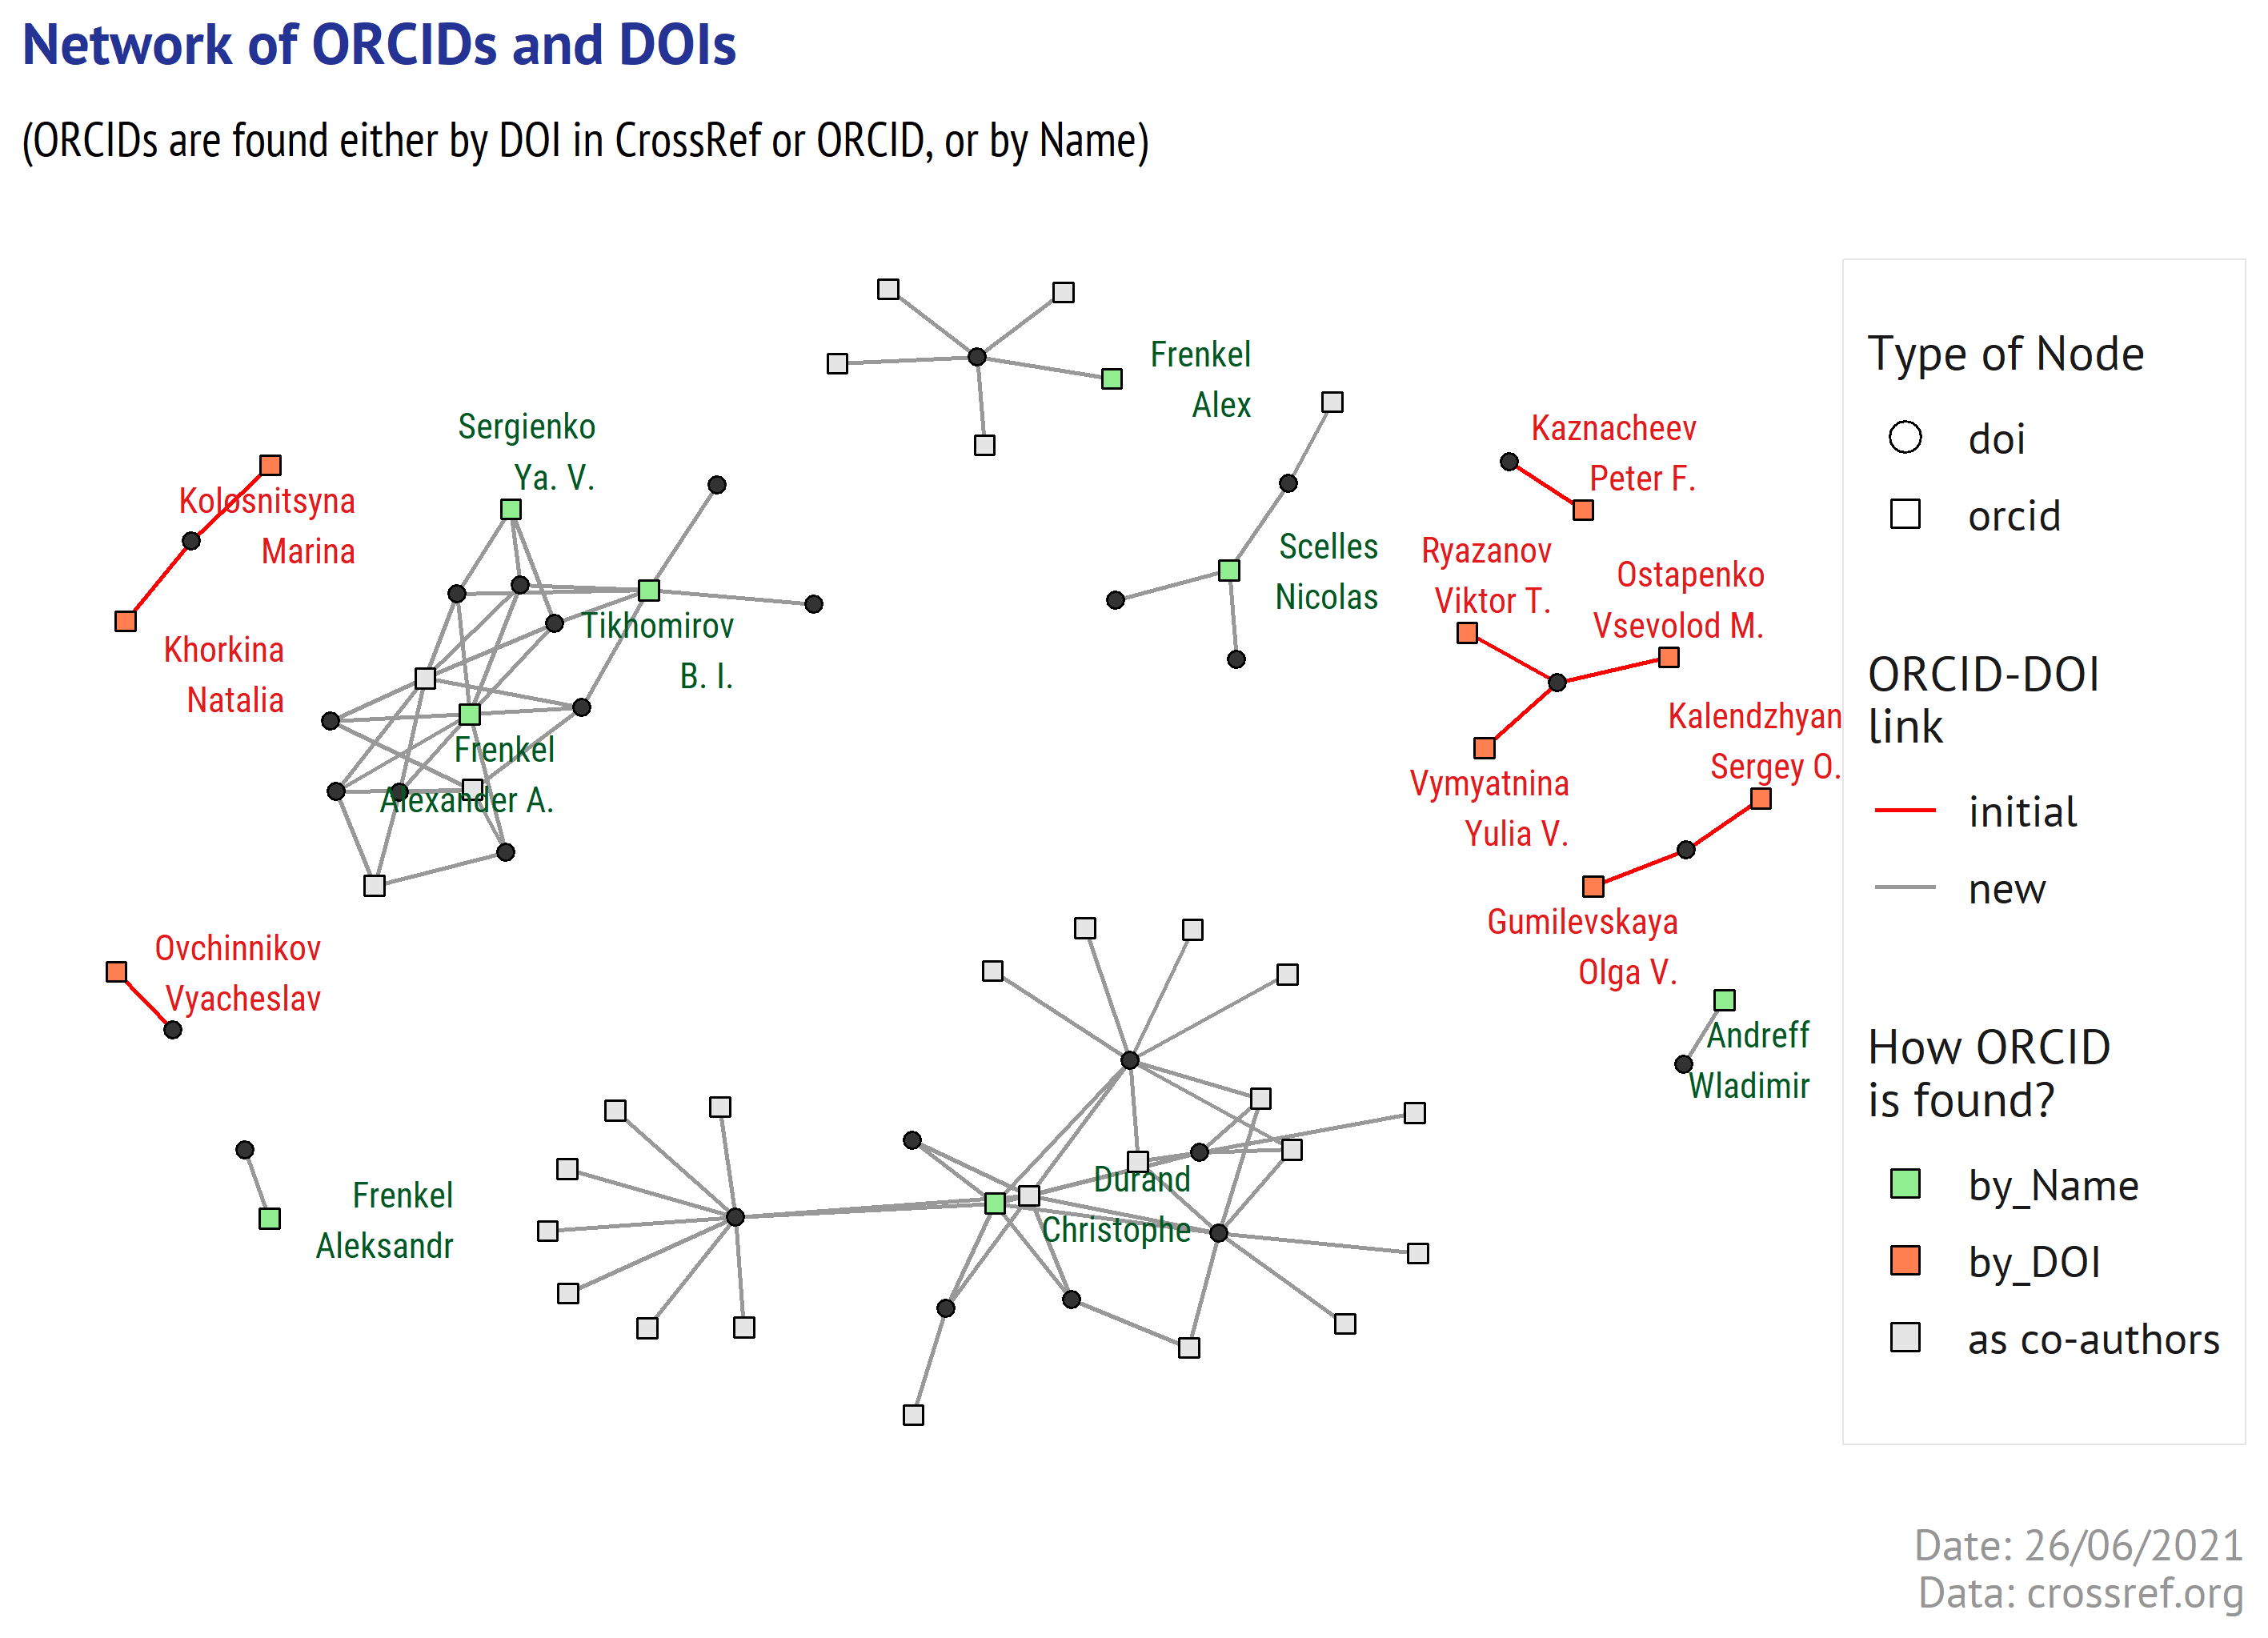 Network of ORCIDs and DOIs
(ORCIDs are found either by DOI in CrossRef or ORCID, or by Name)
Frenkel
Alex
Sergienko
Ya. V.
Kolosnitsyna
Marina
Khorkina
Natalia
Tikhomirov
B. I.
Frenkel
Alexander A.
Scelles
Nicolas
Kaznacheev
Peter F.
Ryazanov
Viktor T.
Ostapenko
Vsevolod M.
Kalendzhyan
Sergey O.
Vymyatnina
Yulia V.
Gumilevskaya
Olga V.
Ovchinnikov
Vyacheslav
Andreff
Wladimir
Frenkel
Aleksandr
Durand
Christophe
Type of Node
doi
orcid
ORCID-DOI
link
initial
new
How ORCID
is found?
by_Name
by_DOI
as co-authors
Date: 26/06/2021
Data: crossref.org